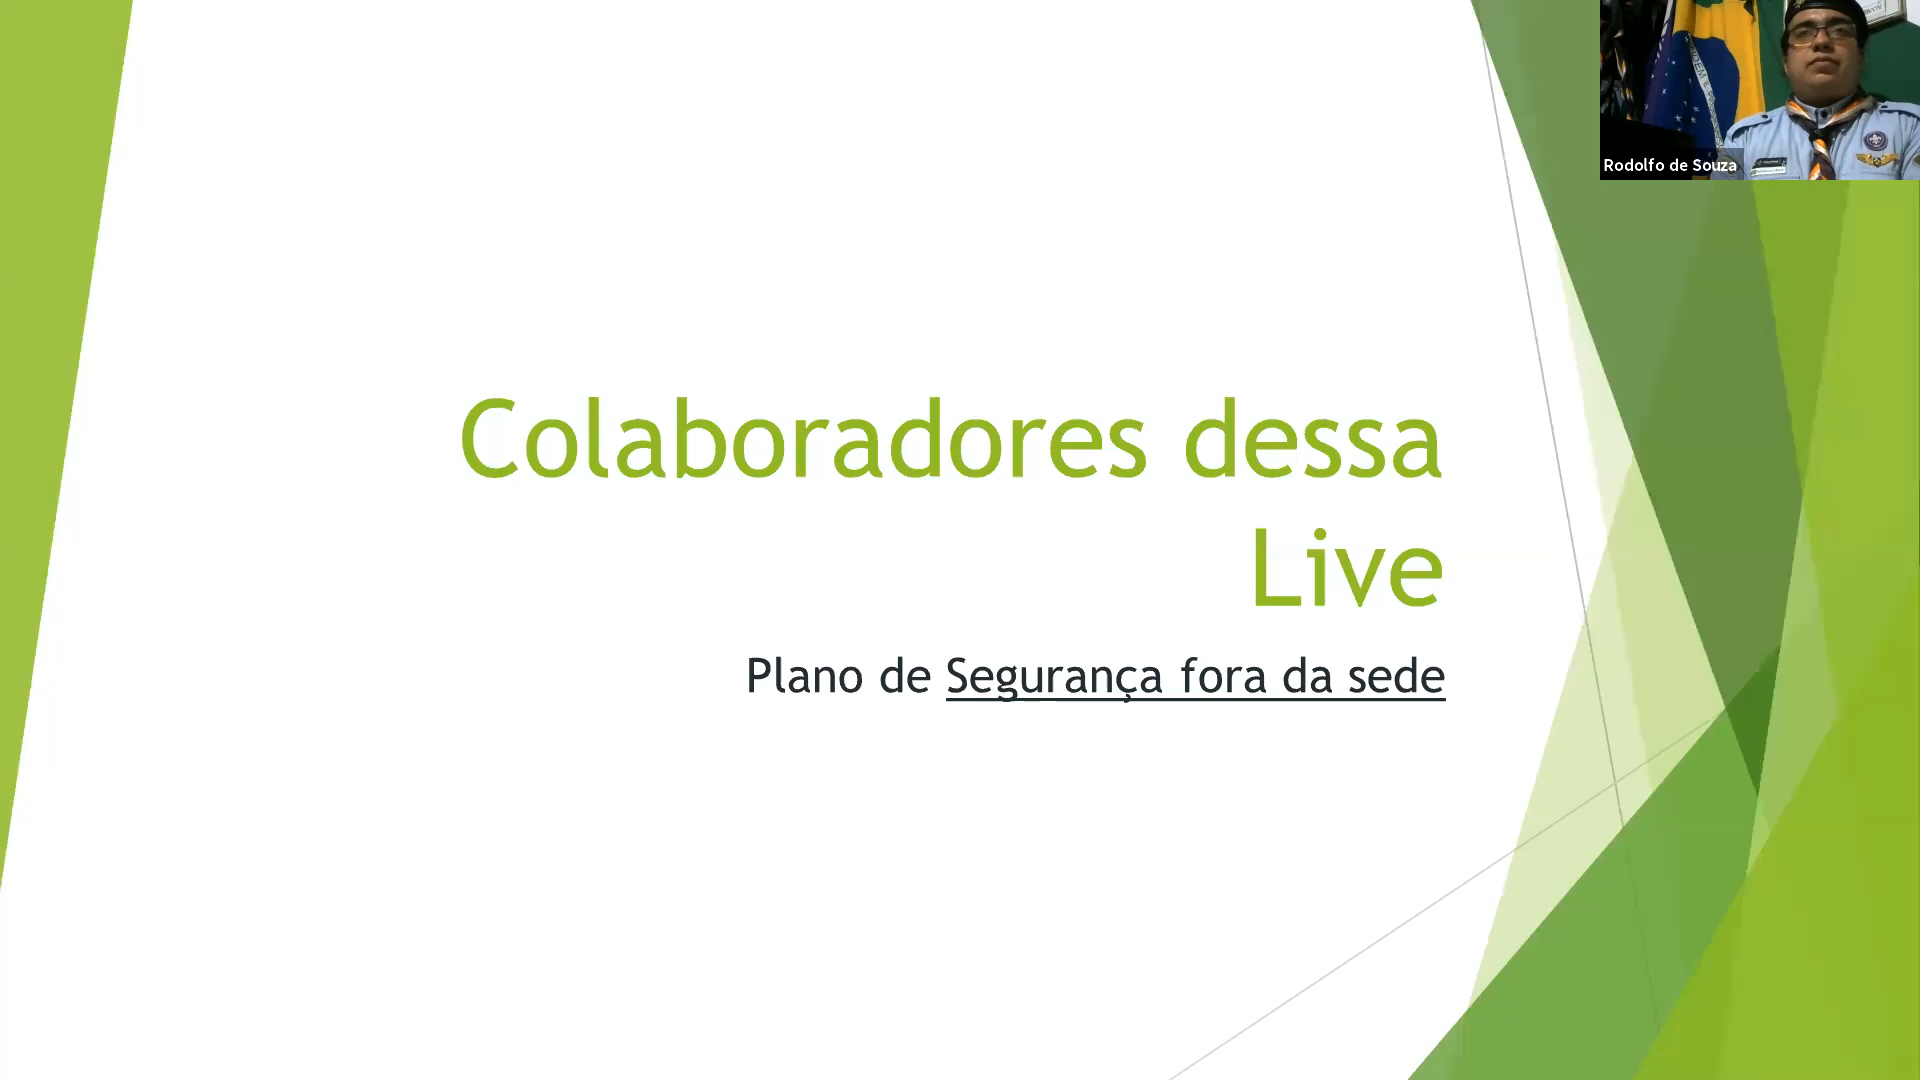 Rodolfo de Souza
Colaboradores dessa
Live
Plano de Segurança fora da sede